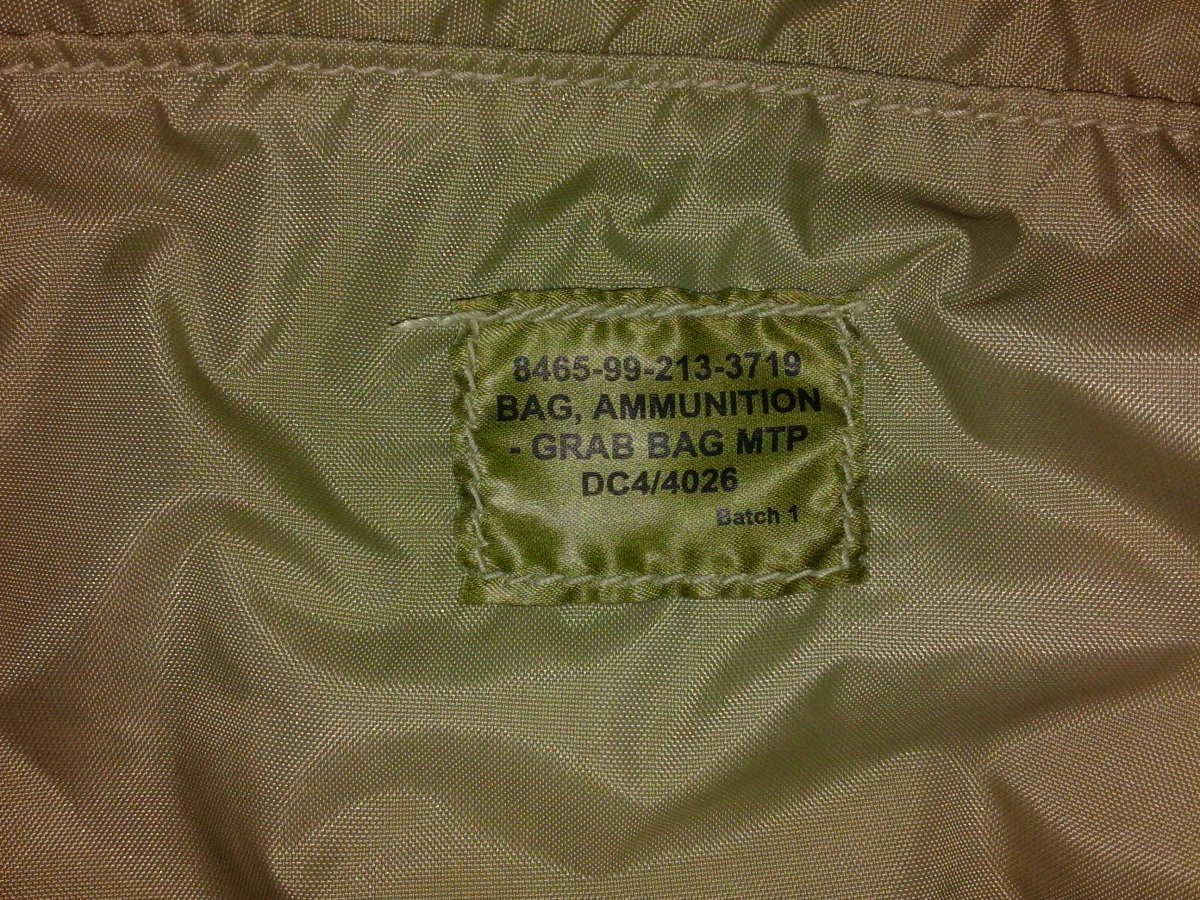 8465-99-213-3719
BAG, AMMUNITION
- GRAB BAG MTP
DC4/4026
Batch 1